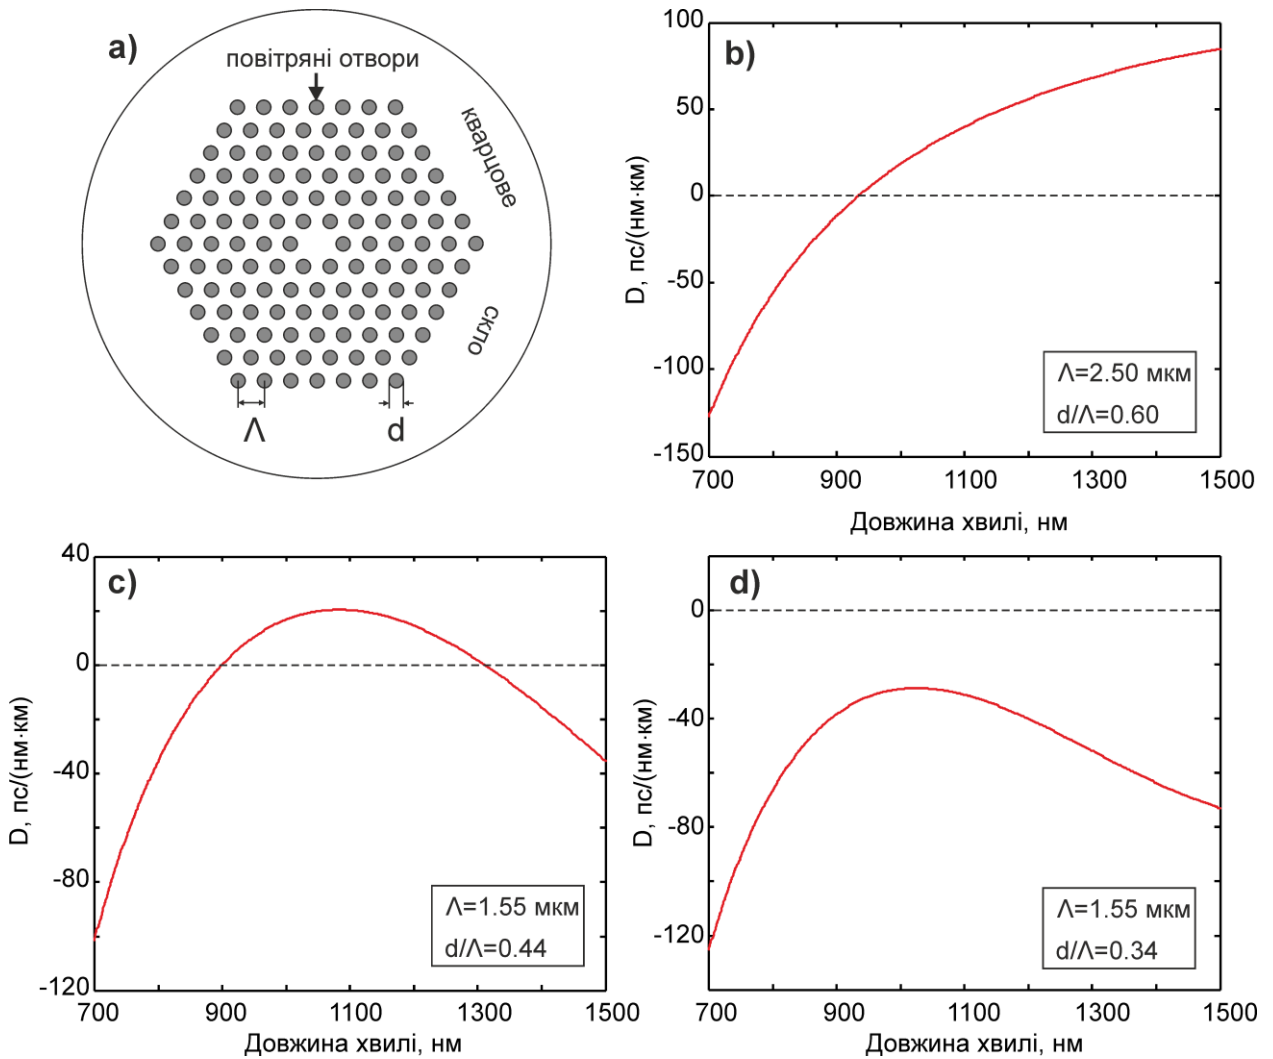 a)
повітряні отвори
кварцове
скло
Λ
d
b)
100
50
0
-50
-100
-150
D, пс/(нм·км)
Λ=2.50 мкм
d/Λ=0.60
700
900
1100
1300
1500
Довжина хвилі, нм
c)
40
0
-40
-80
-120
D, пс/(нм·км)
Λ=1.55 мкм
d/Λ=0.44
700
900
1100
1300
1500
Довжина хвилі, нм
d)
0
-40
-80
-120
D, пс/(нм·км)
Λ=1.55 мкм
d/Λ=0.34
700
900
1100
1300
1500
Довжина хвилі, нм